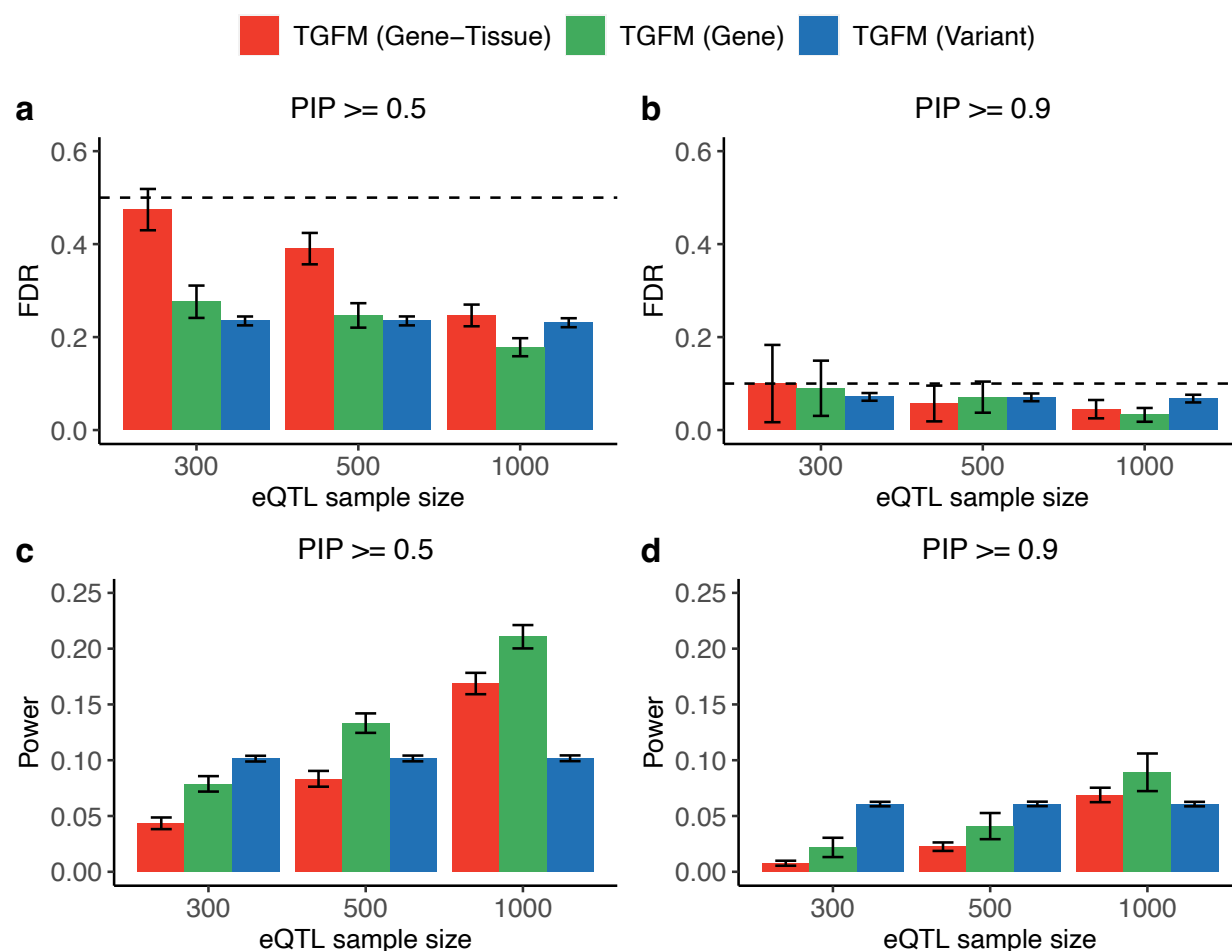 TGFM (Gene−Tissue) TGFM (Gene) TGFM (Variant)
a PIP >= 0.5
0.6
0.4
0.2
0.0
FDR
300 500 1000
eQTL sample size
b PIP >= 0.9
0.6
0.4
0.2
0.0
FDR
300 500 1000
eQTL sample size
c PIP >= 0.5
0.25
0.20
0.15
0.10
0.05
0.00
Power
300 500 1000
eQTL sample size
d PIP >= 0.9
0.25
0.20
0.15
0.10
0.05
0.00
Power
300 500 1000
eQTL sample size